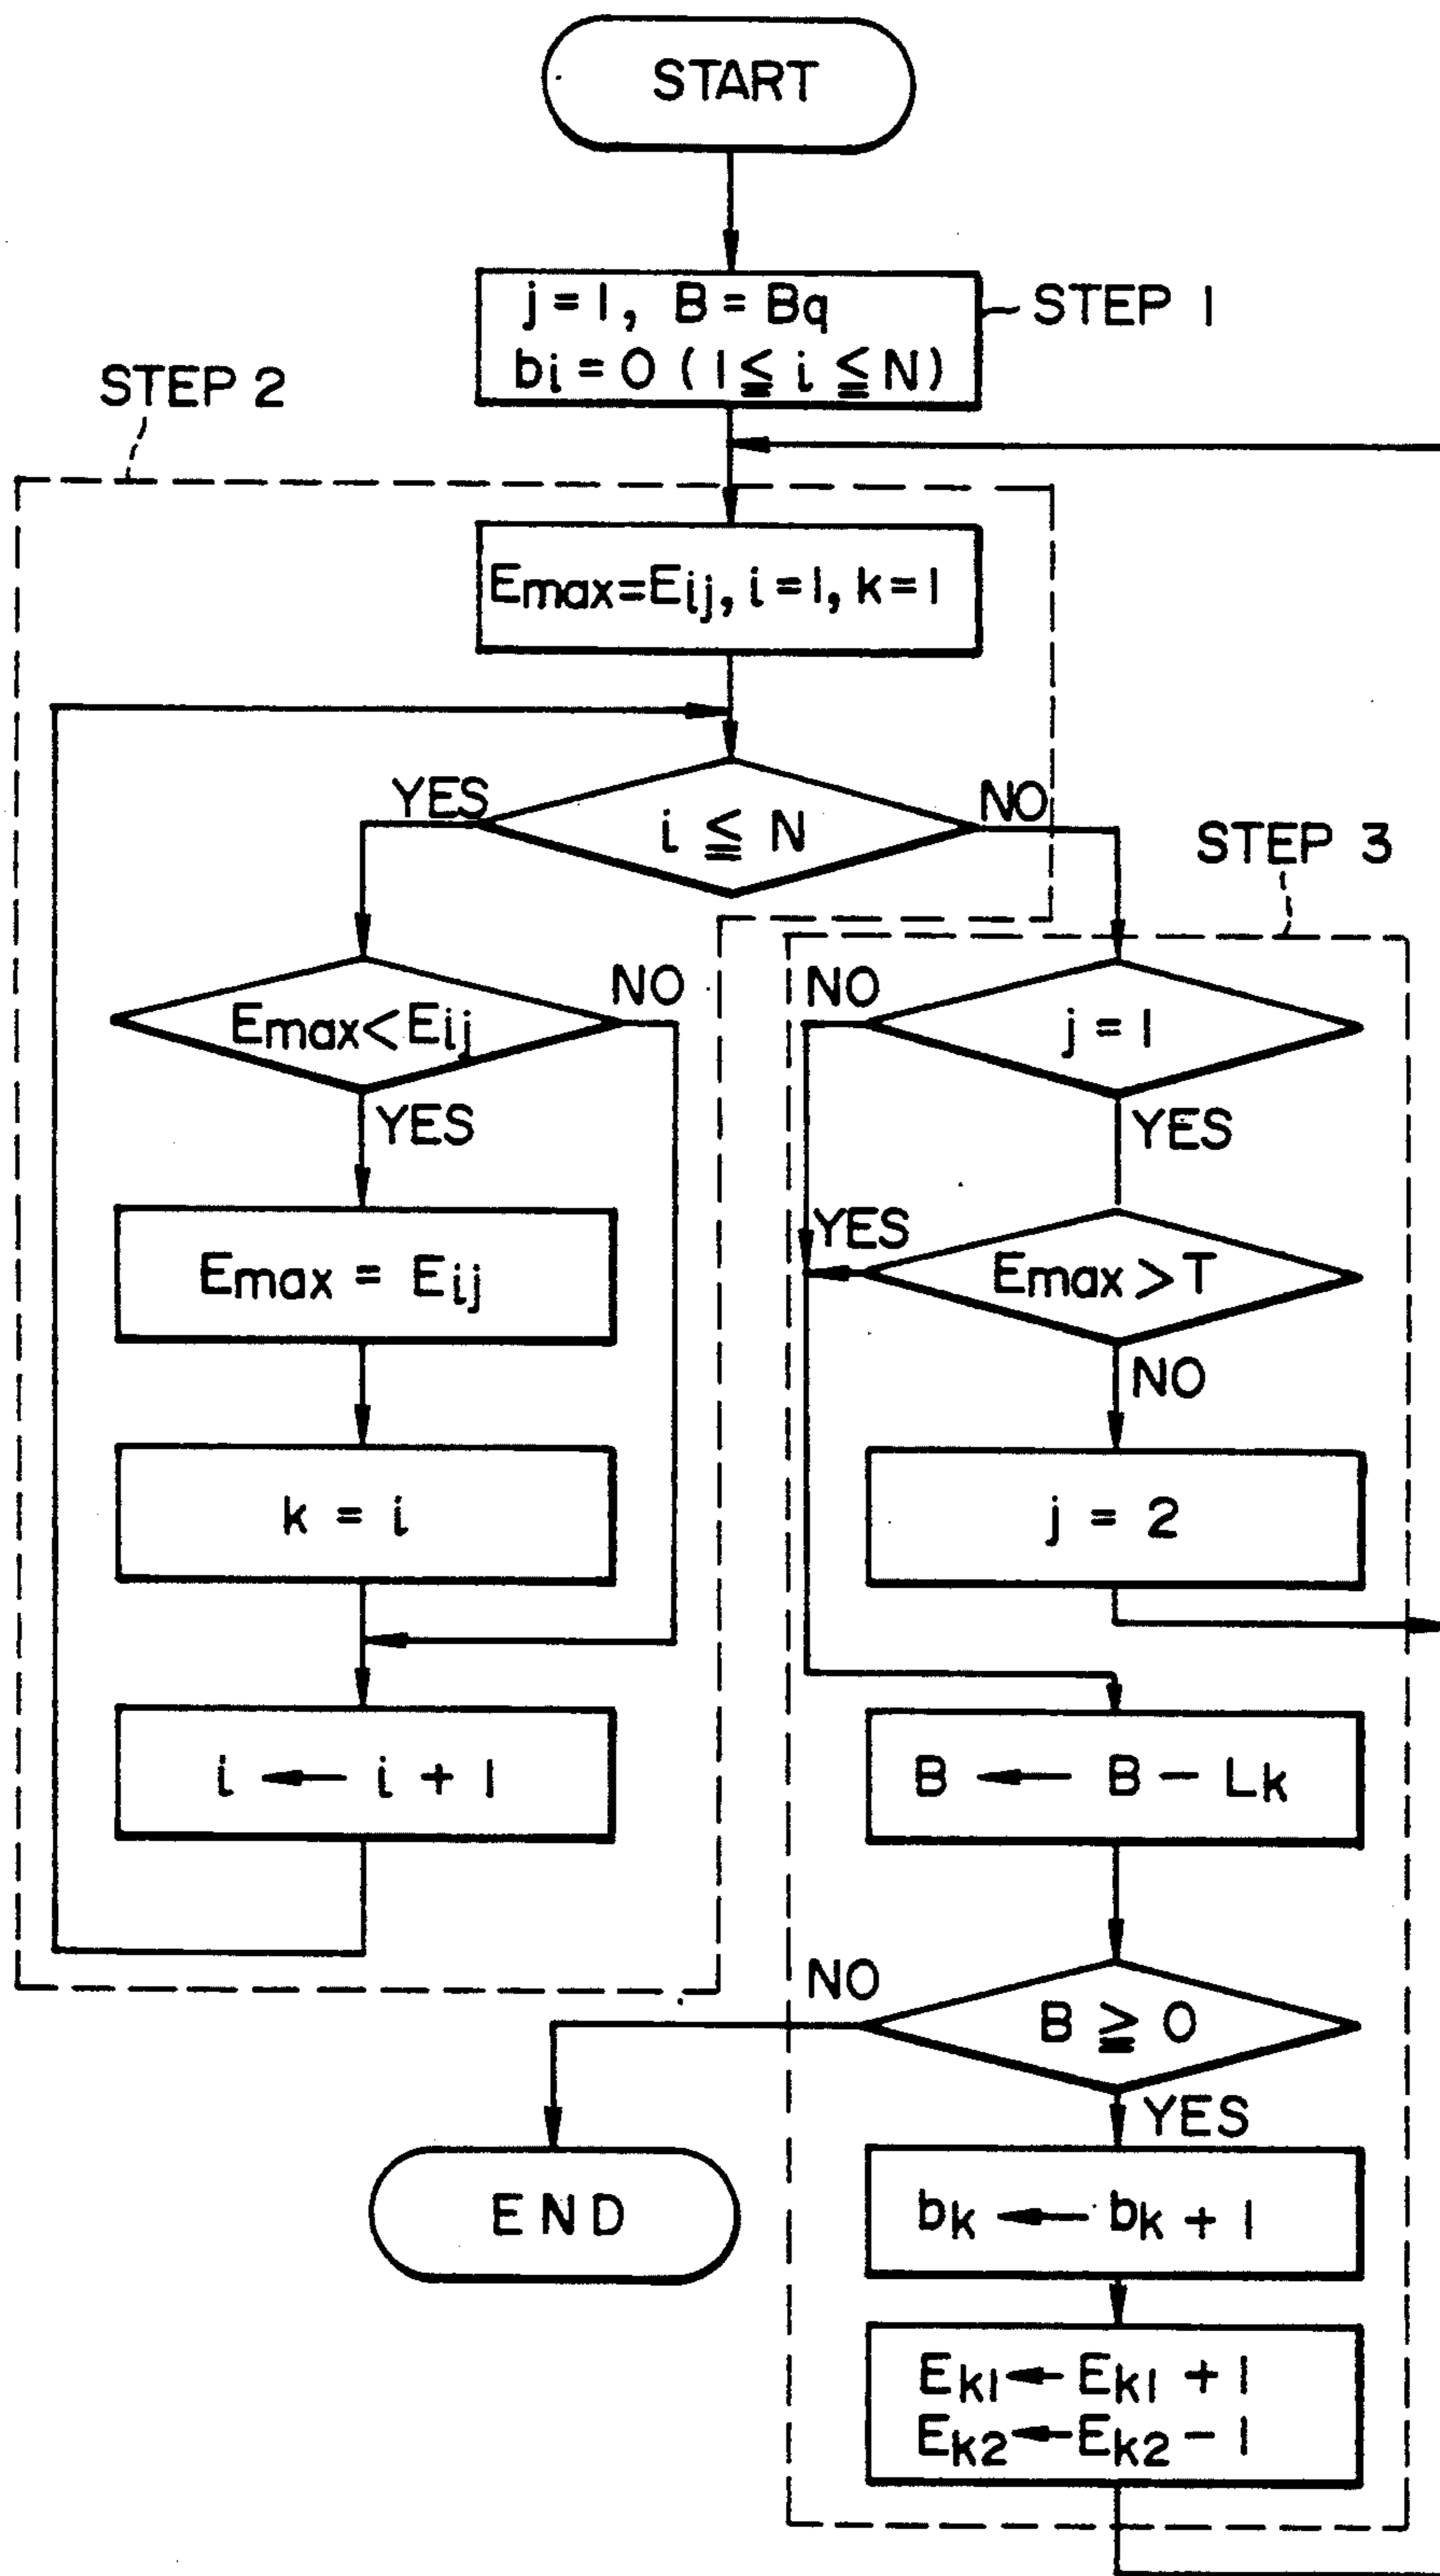 START
j = 1, B = Bq
bi = 0 (1 ≦ i ≦ N)
STEP 1
STEP 2
Emax=Eij, i=1, k=1
YES
i ≦ N
NO
STEP 3
Emax<Eij
NO
NO
j = 1
YES
YES
Emax = Eij
YES
Emax > T
NO
k = i
j = 2
i ← i + 1
B ← B - Lk
NO
B ≧ 0
YES
END
bk ← bk + 1
Ek1 ← Ek1 + 1
Ek2 ← Ek2 - 1